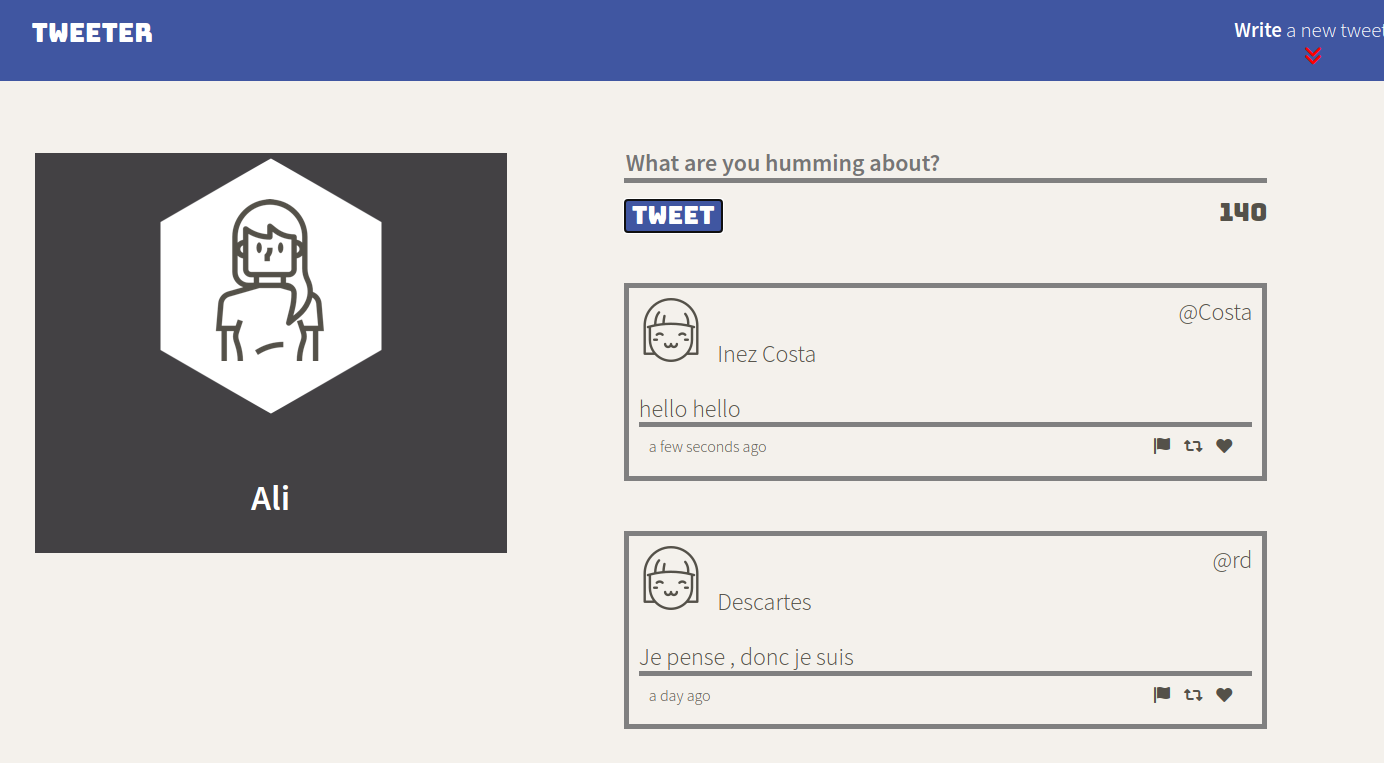 TWEETER
Write a new tweet
What are you humming about?
TWEET
140
@Costa
Inez Costa
hello hello
a few seconds ago
@rd
Descartes
Je pense , donc je suis
a day ago
Ali